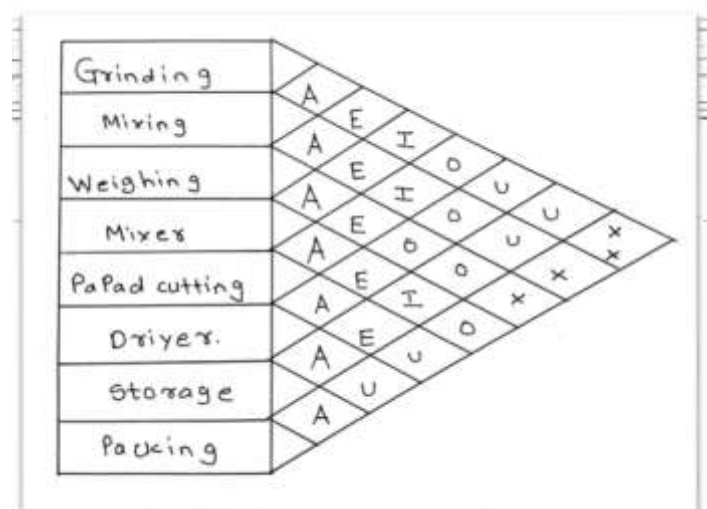 Grinding
A E I O U U X
X
Mixing
A E I O U X
Weighing
A E O O X
Mixer
A E I O
PaPad cutting
A E U
Driyer.
A U
Storage
A
Packing